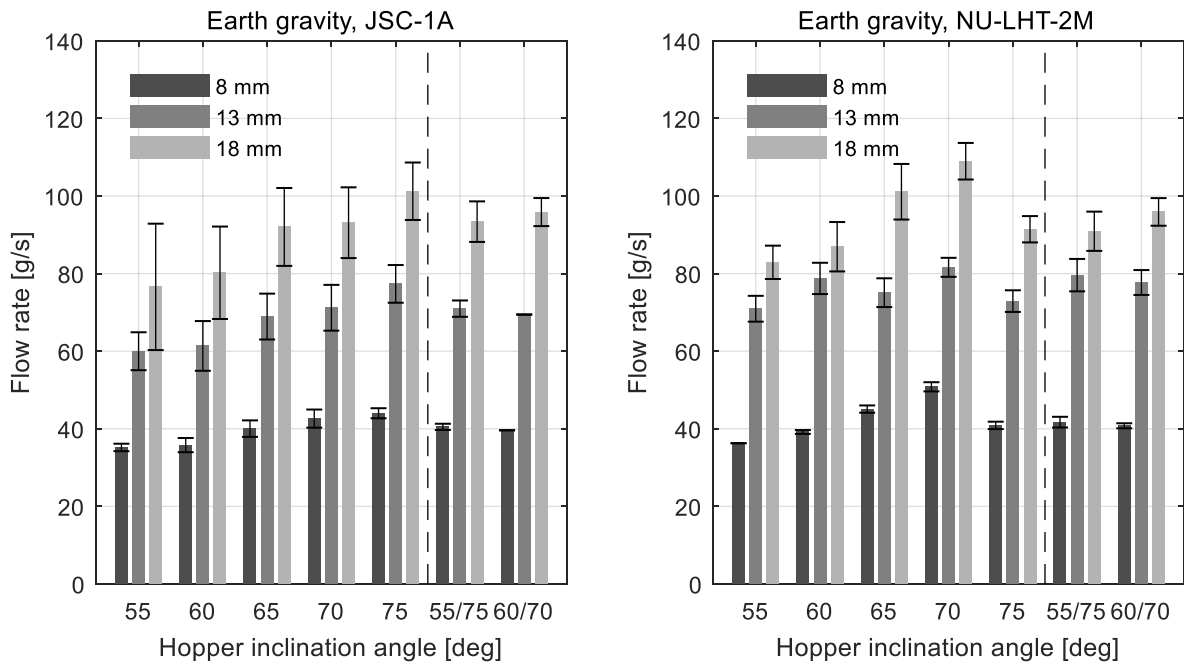 Earth gravity, JSC-1A
140
120
100
80
60
40
20
0
Flow rate [g/s]
8 mm
13 mm
18 mm
55 60 65 70 75 55/75 60/70
Hopper inclination angle [deg]
Earth gravity, NU-LHT-2M
140
120
100
80
60
40
20
0
Flow rate [g/s]
8 mm
13 mm
18 mm
55 60 65 70 75 55/75 60/70
Hopper inclination angle [deg]